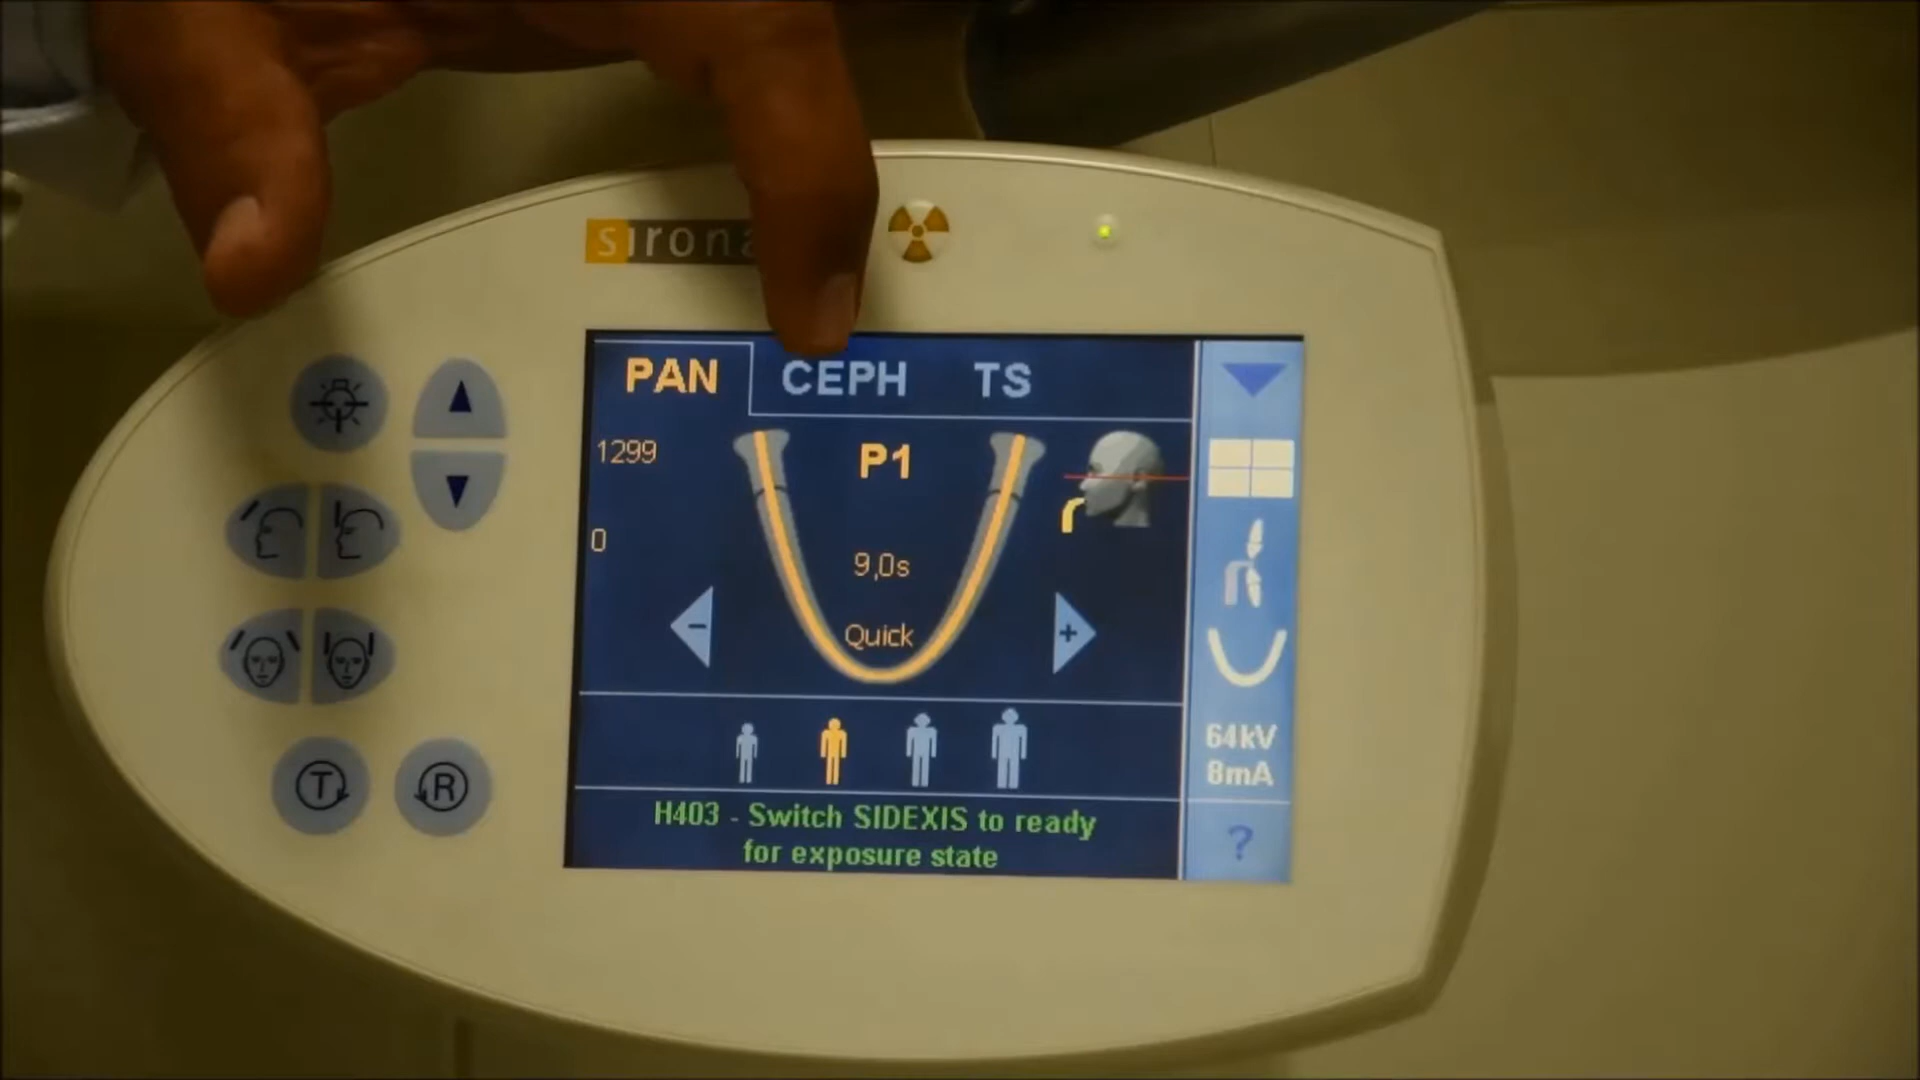 sirona
PAN CEPH TS
1299
P1
0
9,0s
- +
Quick
64kV
8mA
T R
H403 - Switch SIDEXIS to ready
for exposure state
?